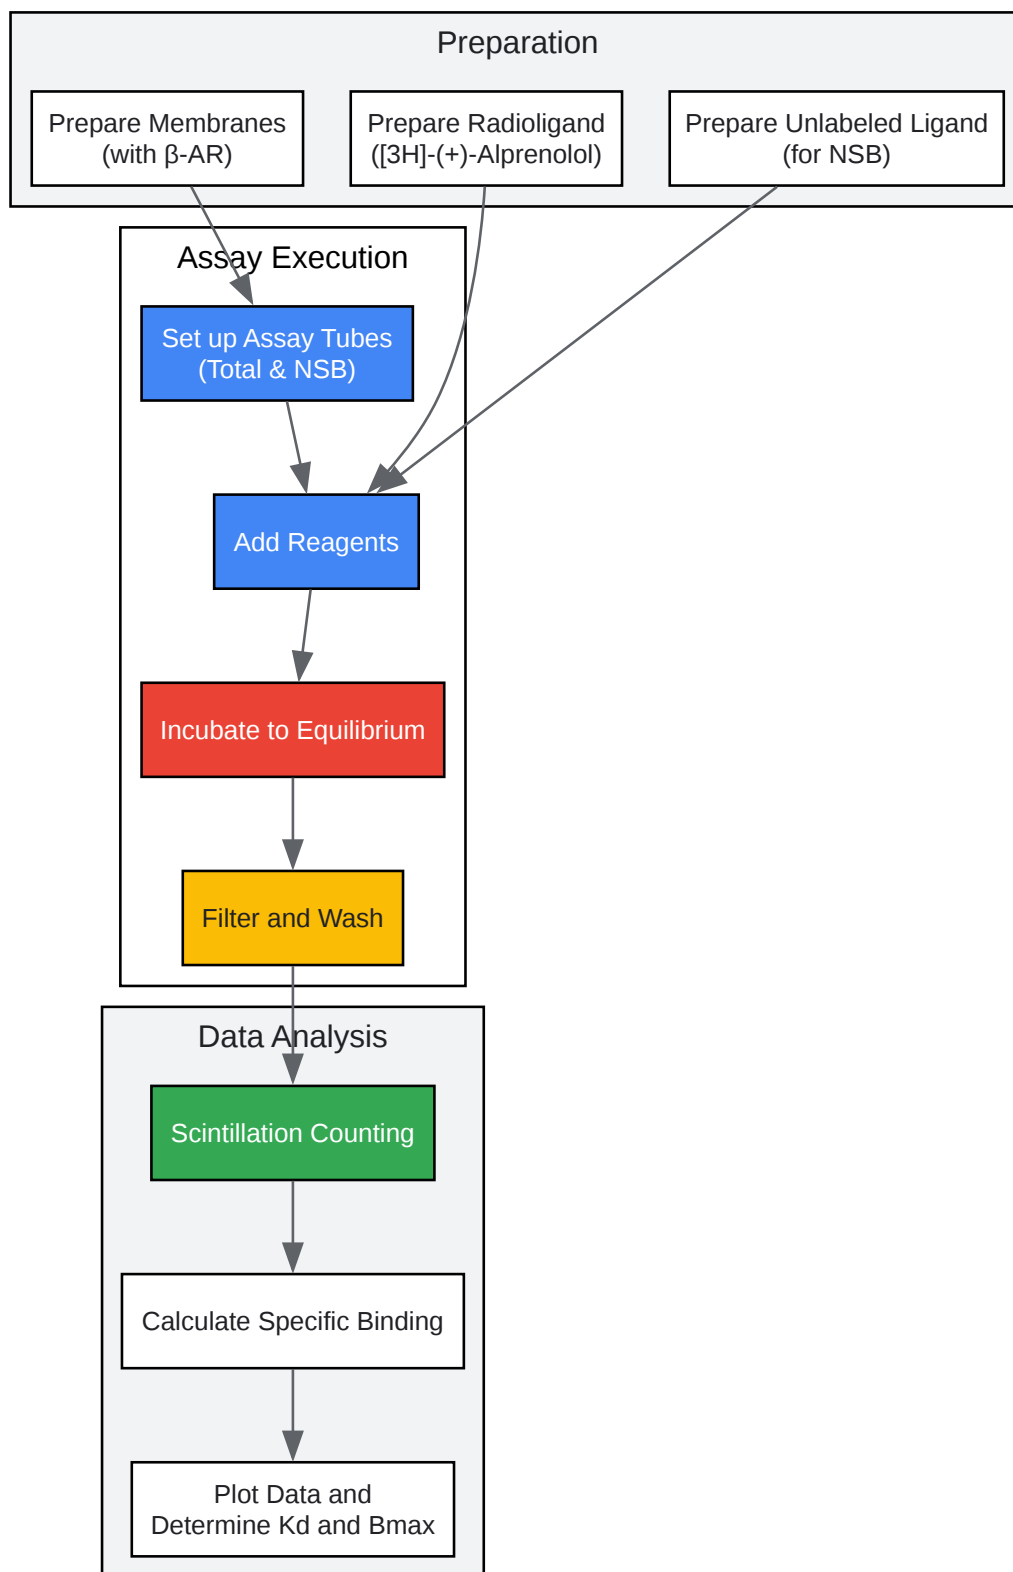 Preparation
Prepare Membranes
(with β-AR)
Prepare Radioligand
([3H]-(+)-Alprenolol)
Prepare Unlabeled Ligand
(for NSB)
Assay Execution
Set up Assay Tubes
(Total & NSB)
Add Reagents
Incubate to Equilibrium
Filter and Wash
Data Analysis
Scintillation Counting
Calculate Specific Binding
Plot Data and
Determine Kd and Bmax